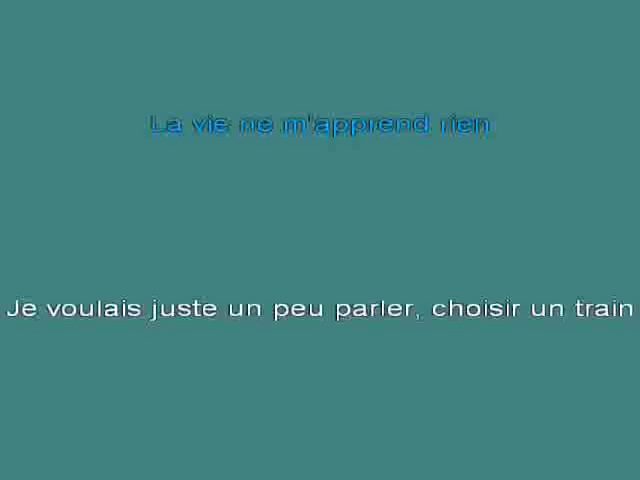 La vie ne m'apprend rien
Je voulais juste un peu parler, choisir un train